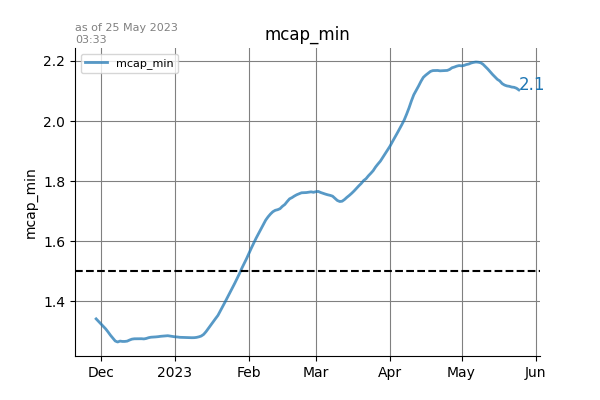 as of 25 May 2023
03:33
mcap_min
mcap_min
2.2
2.0
1.8
1.6
1.4
mcap_min
2.1
Dec 2023 Feb Mar Apr May Jun